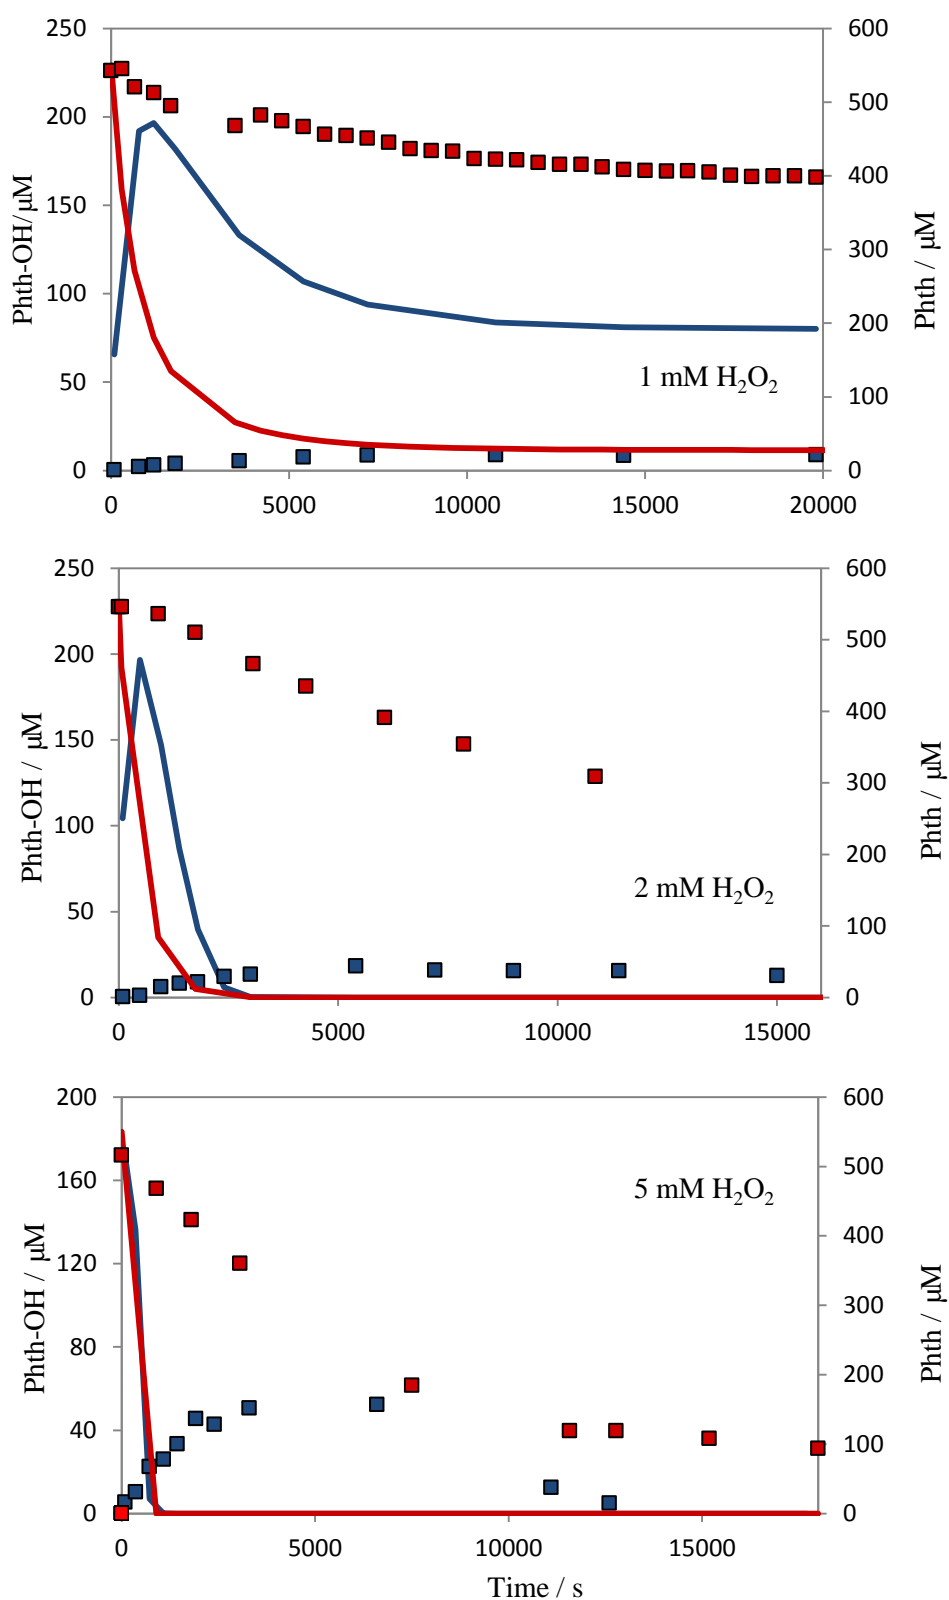 250 600
200 500
400
150
300
100
200
50
100
0 0
0 5000 10000 15000 20000
Phth-OH/µM
Phth / µM
1 mM H₂O₂
250 600
200 500
400
150
300
100
200
50
100
0 0
0 5000 10000 15000
Phth-OH / µM
Phth / µM
2 mM H₂O₂
200 600
160 500
400
120
300
80
200
40
100
0 0
0 5000 10000 15000
Phth-OH / µM
Phth / µM
5 mM H₂O₂
Time / s